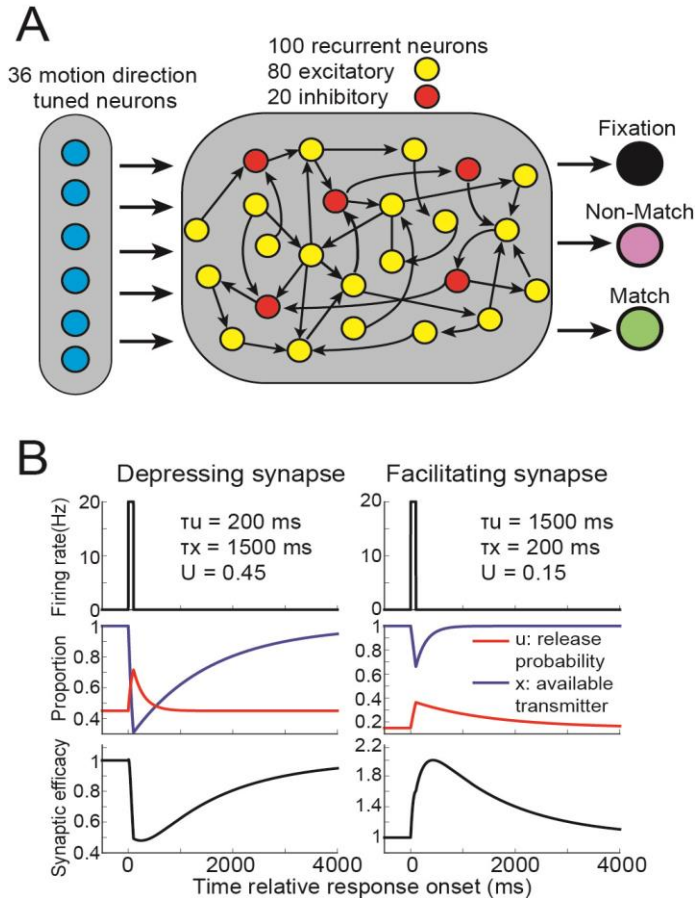 A
36 motion direction
tuned neurons
100 recurrent neurons
80 excitatory
20 inhibitory
Fixation
Non-Match
Match
B
Depressing synapse
Facilitating synapse
Firing rate(Hz)
20
10
0
τu = 200 ms
τx = 1500 ms
U = 0.45
20
10
0
τu = 1500 ms
τx = 200 ms
U = 0.15
Proportion
1
0.8
0.6
0.4
1
0.8
0.6
0.4
0.2
u: release
probability
x: available
transmitter
Synaptic efficacy
1
0.8
0.6
0.4
2.2
1.8
1.4
1
0
2000
4000
0
2000
4000
Time relative response onset (ms)